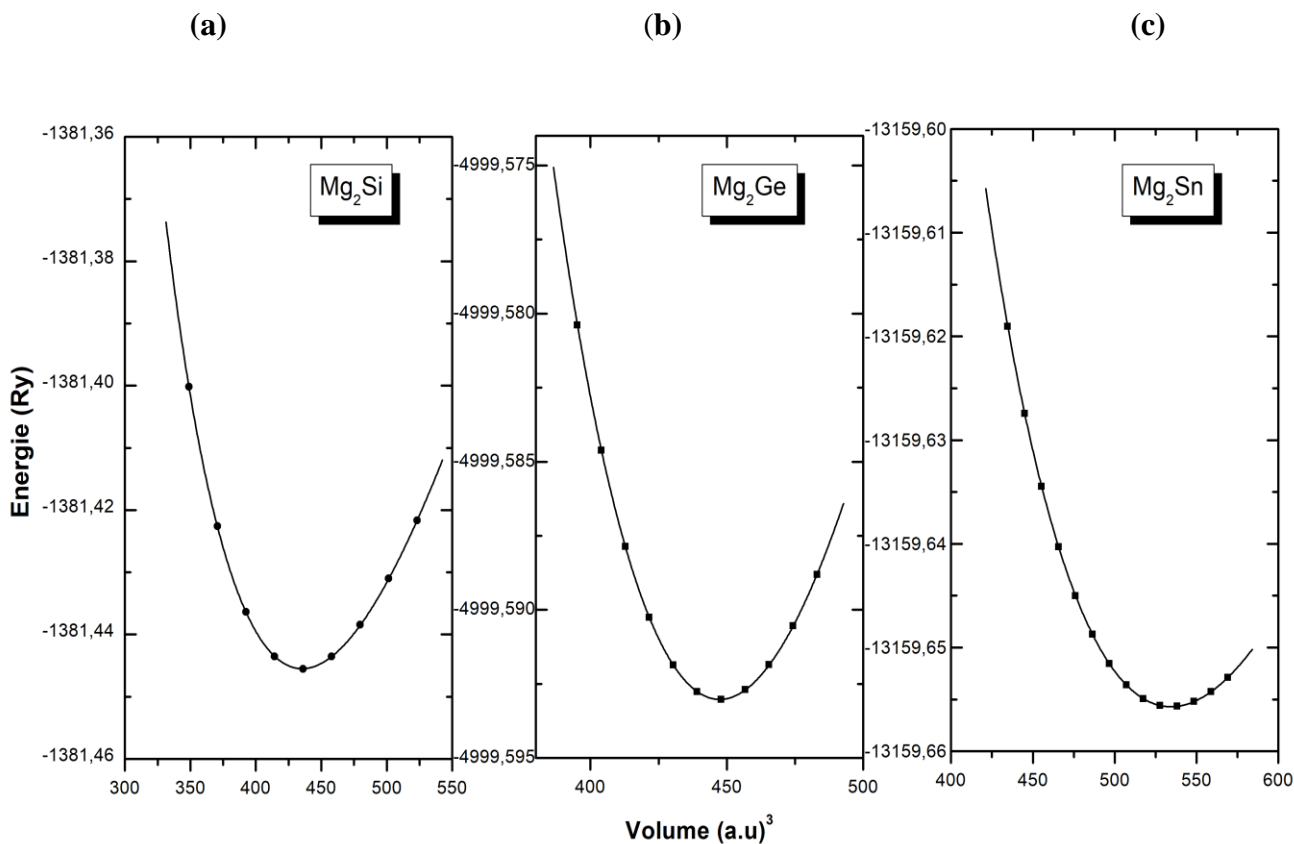 (a)
(b)
(c)
Energie (Ry)
-1381,36
-1381,38
-1381,40
-1381,42
-1381,44
-1381,46
300 350 400 450 500 550
Mg₂Si
-4999,575
-4999,580
-4999,585
-4999,590
-4999,595
400 450 500
Mg₂Ge
-13159,60
-13159,61
-13159,62
-13159,63
-13159,64
-13159,65
-13159,66
400 450 500 550 600
Mg₂Sn
Volume (a.u)³